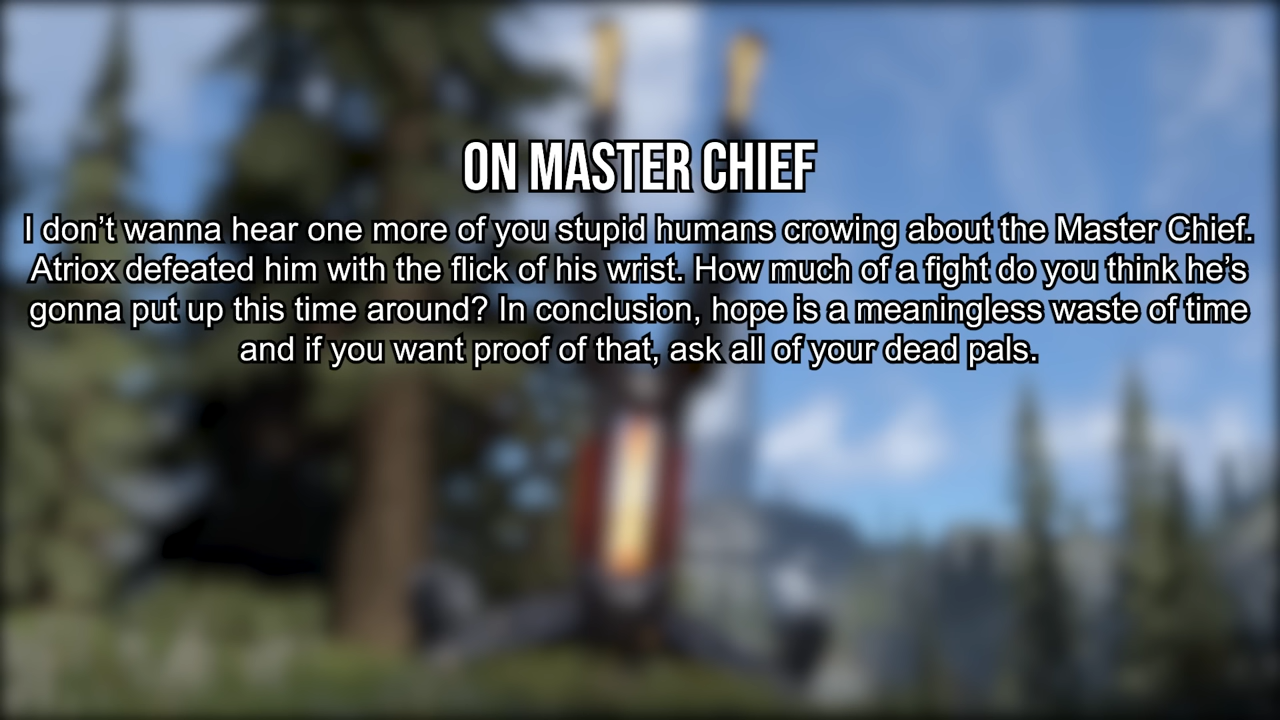 ON MASTER CHIEF
I don’t wanna hear one more of you stupid humans crowing about the Master Chief.
Atriox defeated him with the flick of his wrist. How much of a fight do you think he’s
gonna put up this time around? In conclusion, hope is a meaningless waste of time
and if you want proof of that, ask all of your dead pals.